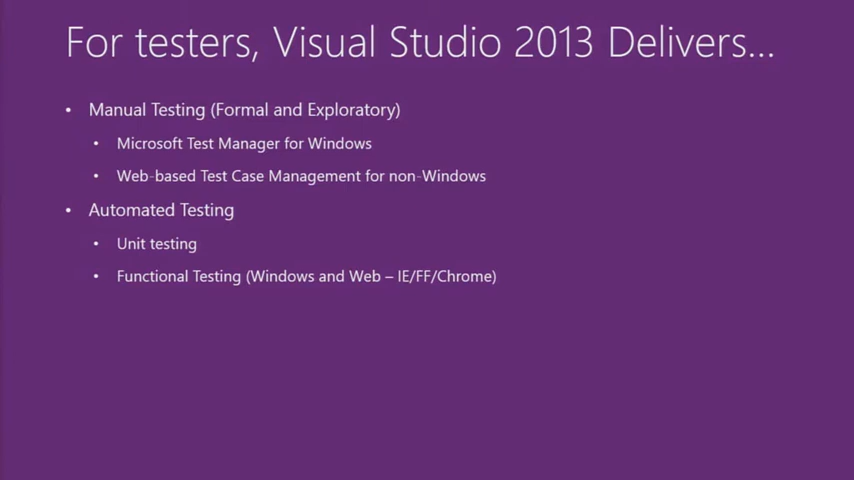 For testers, Visual Studio 2013 Delivers...
• Manual Testing (Formal and Exploratory)
• Microsoft Test Manager for Windows
• Web-based Test Case Management for non-Windows
• Automated Testing
• Unit testing
• Functional Testing (Windows and Web – IE/FF/Chrome)